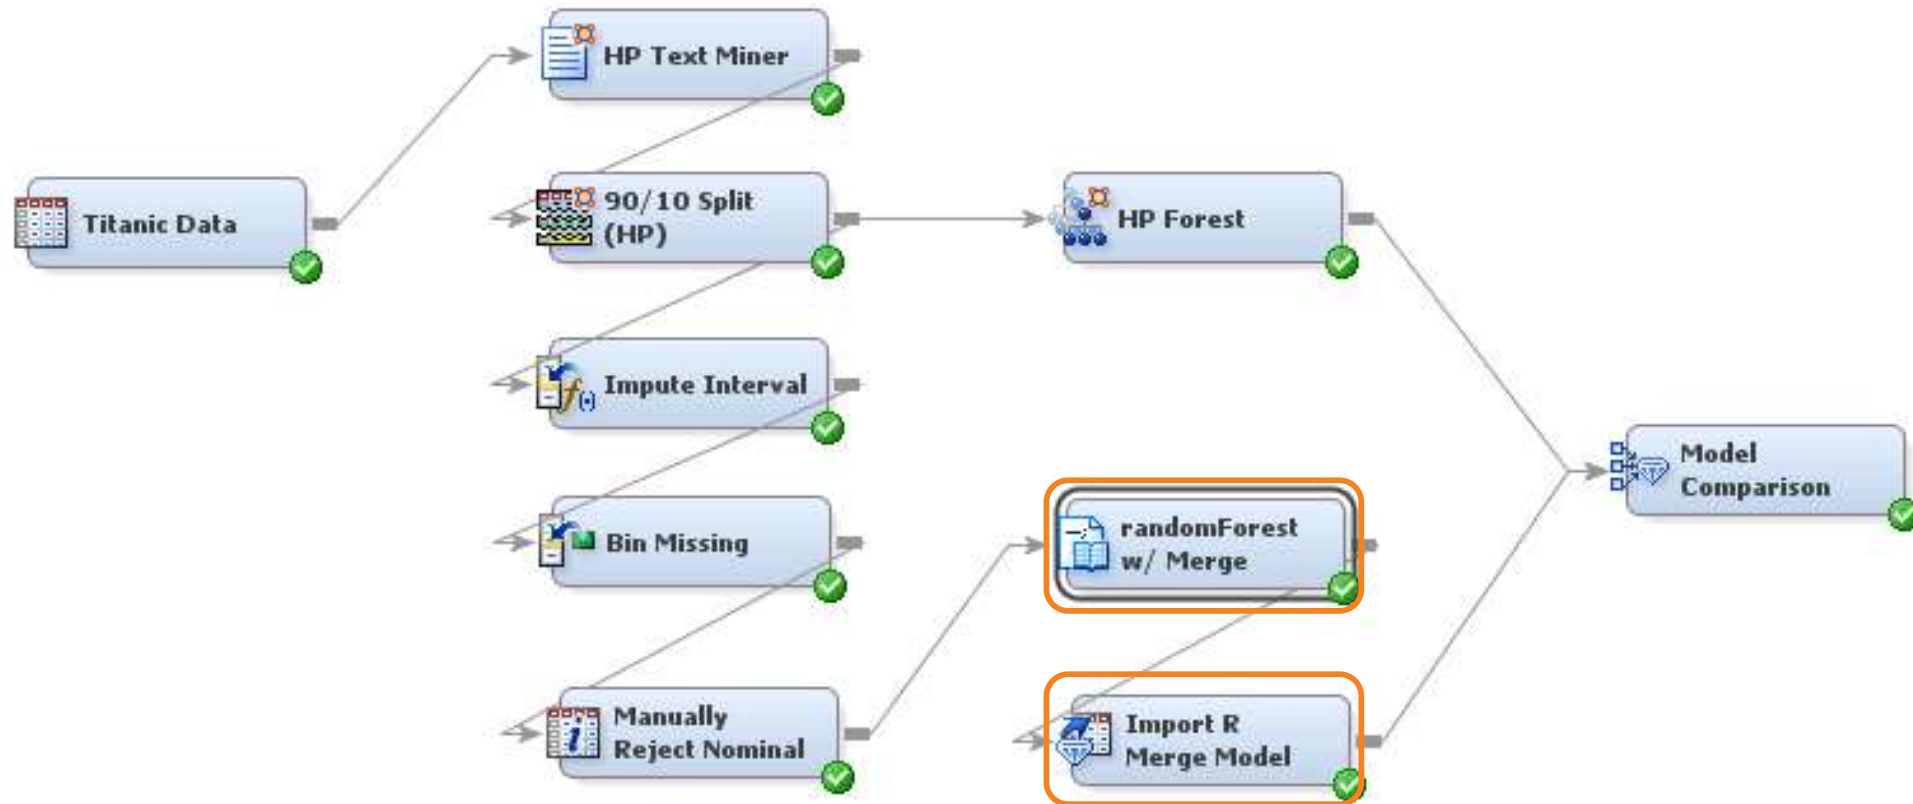 HP Text Miner
90/10 Split
(HP)
HP Forest
Titanic Data
Impute Interval
Model
Comparison
Bin Missing
randomForest
w/ Merge
Manually
Reject Nominal
Import R
Merge Model